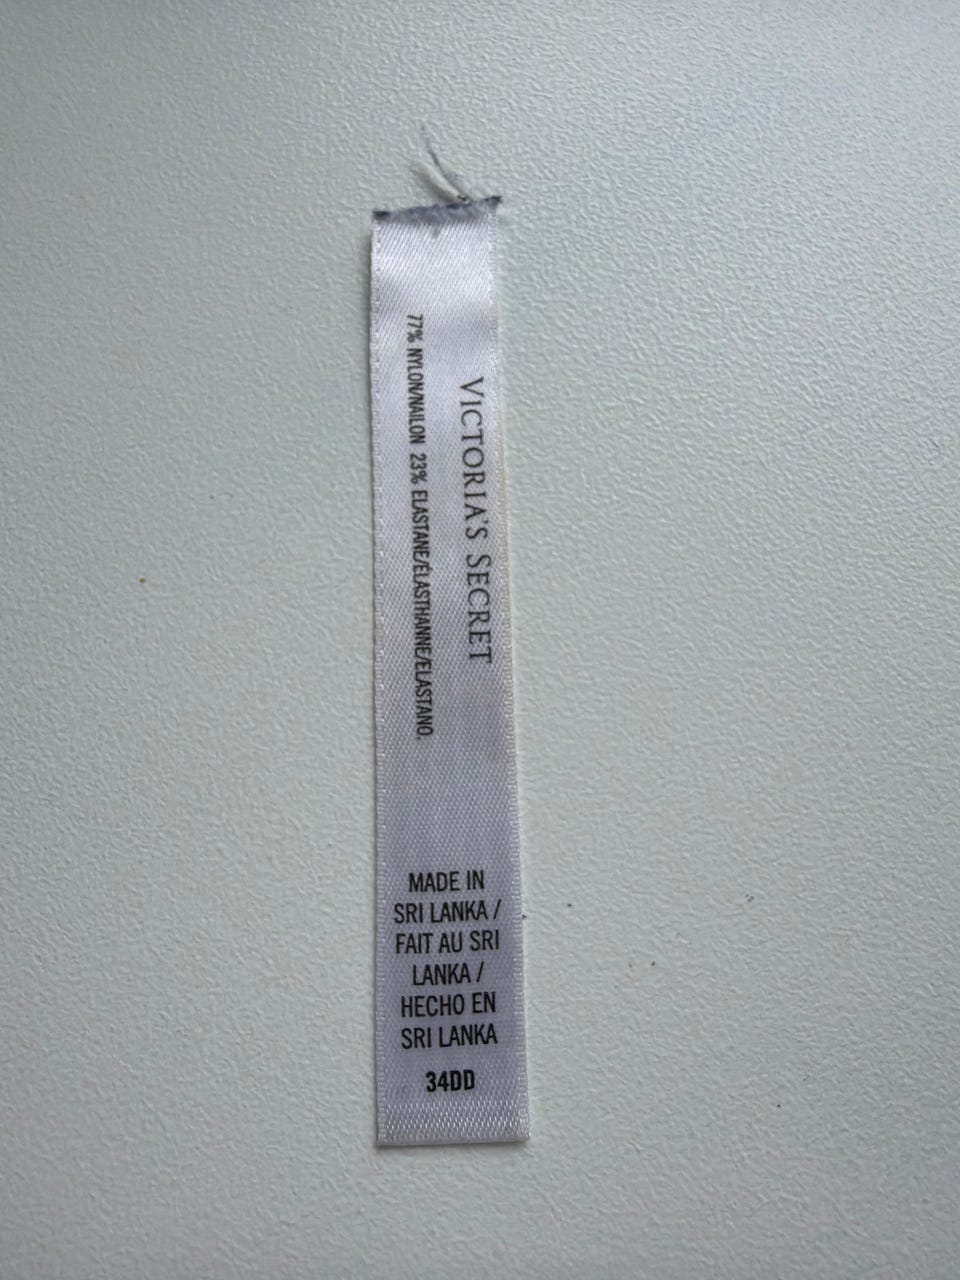 VICTORIA'S SECRET
77% NYLON/NAILON 23% ELASTANE/ÉLASTHANNE/ELASTANO.
MADE IN
SRI LANKA /
FAIT AU SRI
LANKA /
HECHO EN
SRI LANKA
34DD